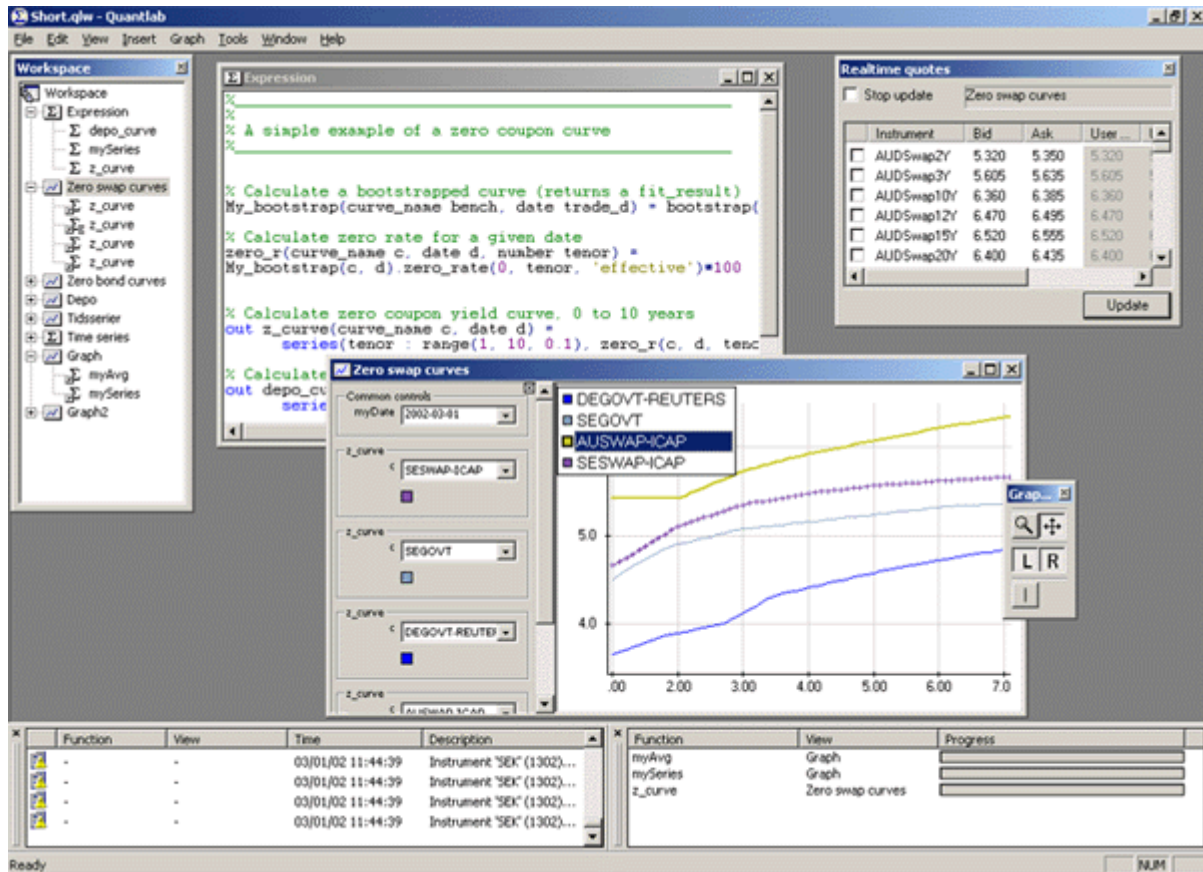 Short.qlw - Quantlab
File Edit View Insert Graph Tools Window Help
Workspace
Workspace
Expression
depo_curve
mySeries
z_curve
Zero swap curves
z_curve
z_curve
z_curve
z_curve
Zero bond curves
Depo
Tidsserier
Time series
Graph
myAvg
mySeries
Graph2
Expression
%
%
% A simple example of a zero coupon curve
%
% Calculate a bootstrapped curve (returns a fit_result)
My_bootstrap(curve_name bench, date trade_d) = bootstrap(
% Calculate zero rate for a given date
zero_r(curve_name c, date d, number tenor) =
My_bootstrap(c, d).zero_rate(0, tenor, 'effective')*100
% Calculate zero coupon yield curve, 0 to 10 years
out z_curve(curve_name c, date d) =
series(tenor : range(1, 10, 0.1), zero_r(c, d, tenc
% Calculate
out depo_cu
serie
Realtime quotes
Stop update Zero swap curves
Instrument Bid Ask User ...
AUDSwap2Y 5.320 5.350 5.320
AUDSwap3Y 5.605 5.635 5.605
AUDSwap10Y 6.360 6.385 6.360
AUDSwap12Y 6.470 6.495 6.470
AUDSwap15Y 6.520 6.555 6.520
AUDSwap20Y 6.400 6.435 6.400
Update
Zero swap curves
Common controls
myDate 2002-03-01
z_curve
c SESWAP-ICAP
z_curve
c SEGOVT
z_curve
c DEGOVT-REUTER
z_curve
c AUSWAP-ICAP
DEGOVT-REUTERS
SEGOVT
AUSWAP-ICAP
SESWAP-ICAP
5.0
4.0
.00 2.00 3.00 4.00 5.00 6.00 7.0
Grap...
L R
Function View Time Description
- - 03/01/02 11:44:39 Instrument 'SEK' (1302)...
- - 03/01/02 11:44:39 Instrument 'SEK' (1302)...
- - 03/01/02 11:44:39 Instrument 'SEK' (1302)...
- - 03/01/02 11:44:39 Instrument 'SEK' (1302)...
Function View Progress
myAvg Graph
mySeries Graph
z_curve Zero swap curves
Ready
NUM